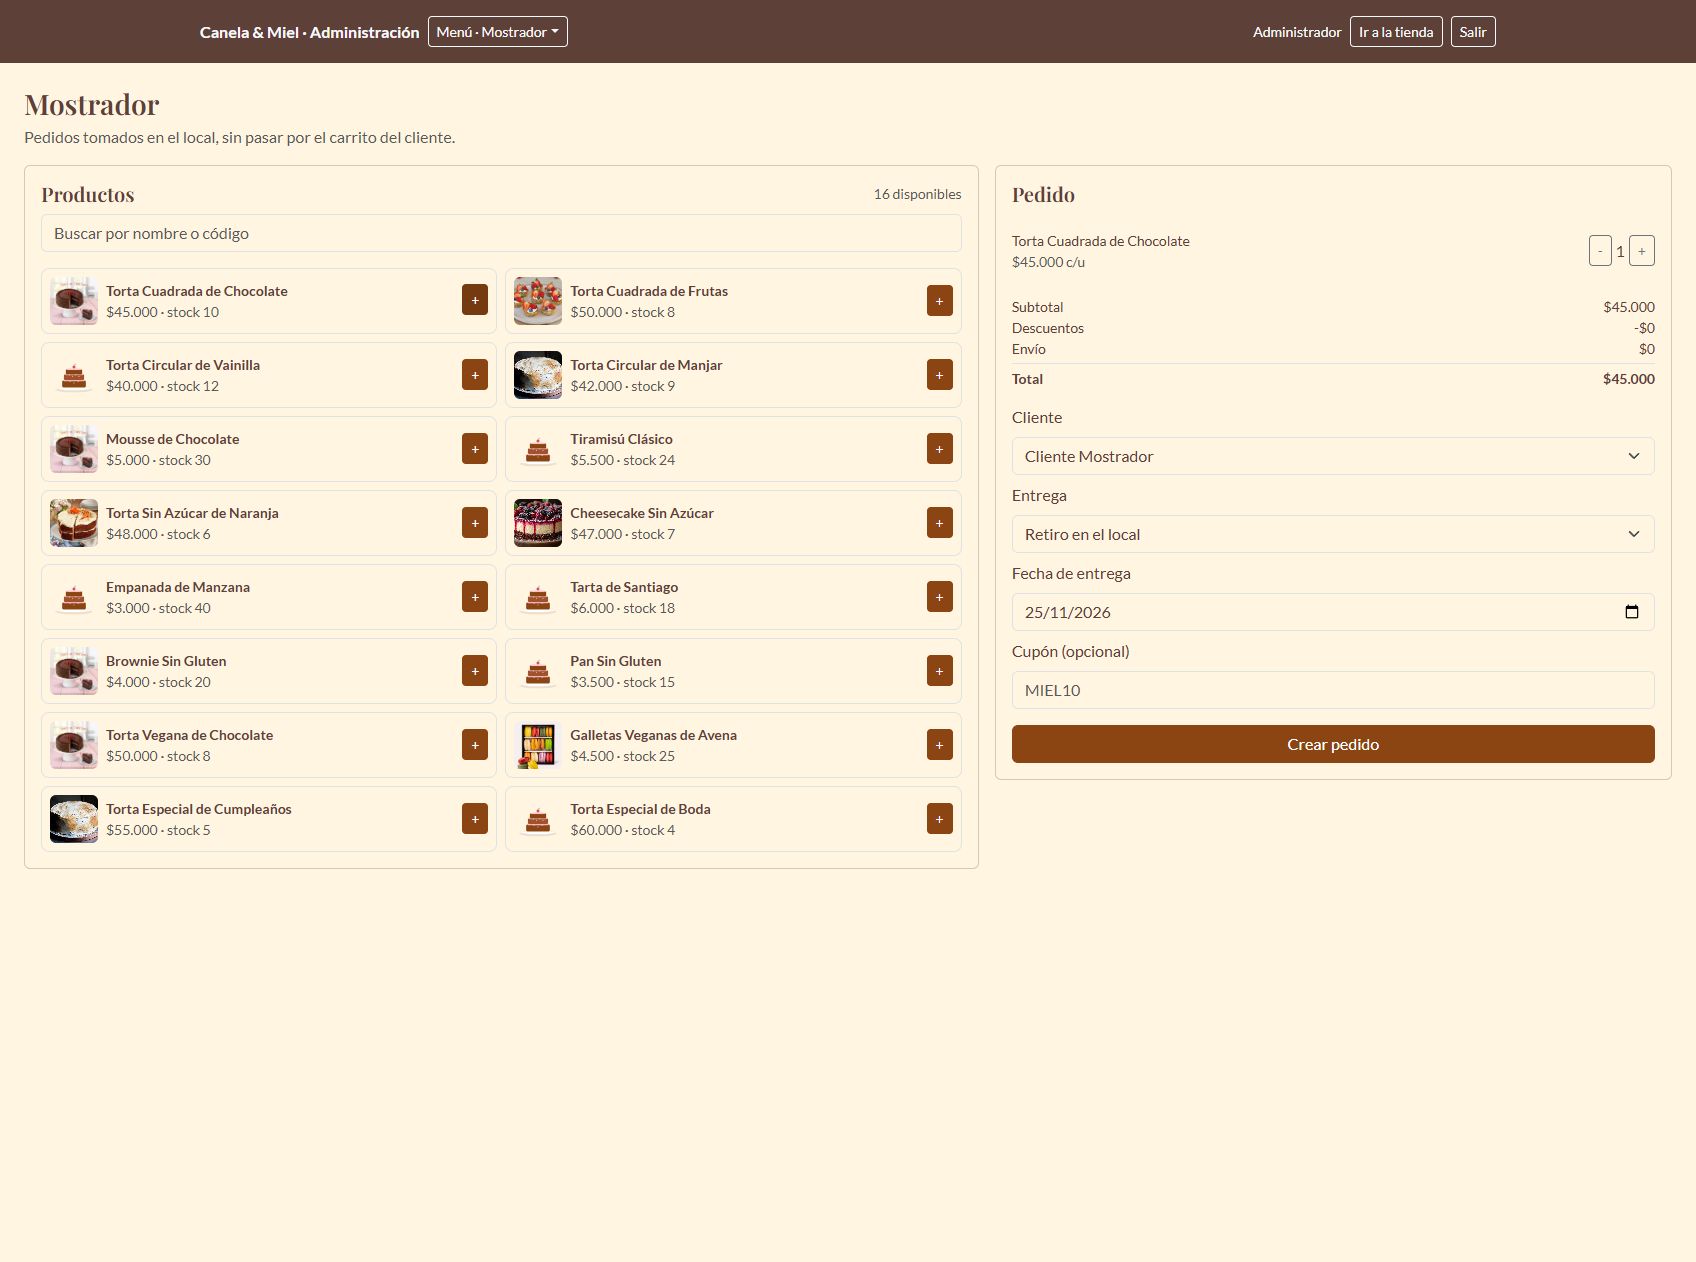 Canela & Miel · Administración
Menú · Mostrador
Administrador
Ir a la tienda
Salir
Mostrador
Pedidos tomados en el local, sin pasar por el carrito del cliente.
Productos
16 disponibles
Buscar por nombre o código
Torta Cuadrada de Chocolate
$45.000 · stock 10
+
Torta Cuadrada de Frutas
$50.000 · stock 8
+
Torta Circular de Vainilla
$40.000 · stock 12
+
Torta Circular de Manjar
$42.000 · stock 9
+
Mousse de Chocolate
$5.000 · stock 30
+
Tiramisú Clásico
$5.500 · stock 24
+
Torta Sin Azúcar de Naranja
$48.000 · stock 6
+
Cheesecake Sin Azúcar
$47.000 · stock 7
+
Empanada de Manzana
$3.000 · stock 40
+
Tarta de Santiago
$6.000 · stock 18
+
Brownie Sin Gluten
$4.000 · stock 20
+
Pan Sin Gluten
$3.500 · stock 15
+
Torta Vegana de Chocolate
$50.000 · stock 8
+
Galletas Veganas de Avena
$4.500 · stock 25
+
Torta Especial de Cumpleaños
$55.000 · stock 5
+
Torta Especial de Boda
$60.000 · stock 4
+
Pedido
Torta Cuadrada de Chocolate
$45.000 c/u
- 1 +
Subtotal $45.000
Descuentos -$0
Envío $0
Total $45.000
Cliente
Cliente Mostrador
Entrega
Retiro en el local
Fecha de entrega
25/11/2026
Cupón (opcional)
MIEL10
Crear pedido